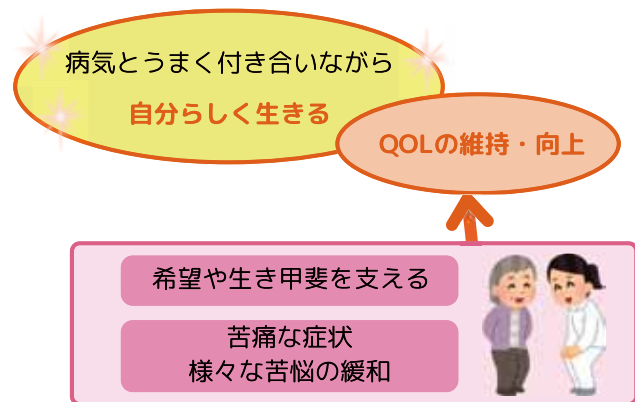 病気とうまく付き合いながら
自分らしく生きる
QOLの維持・向上
希望や生き甲斐を支える
苦痛な症状
様々な苦悩の緩和